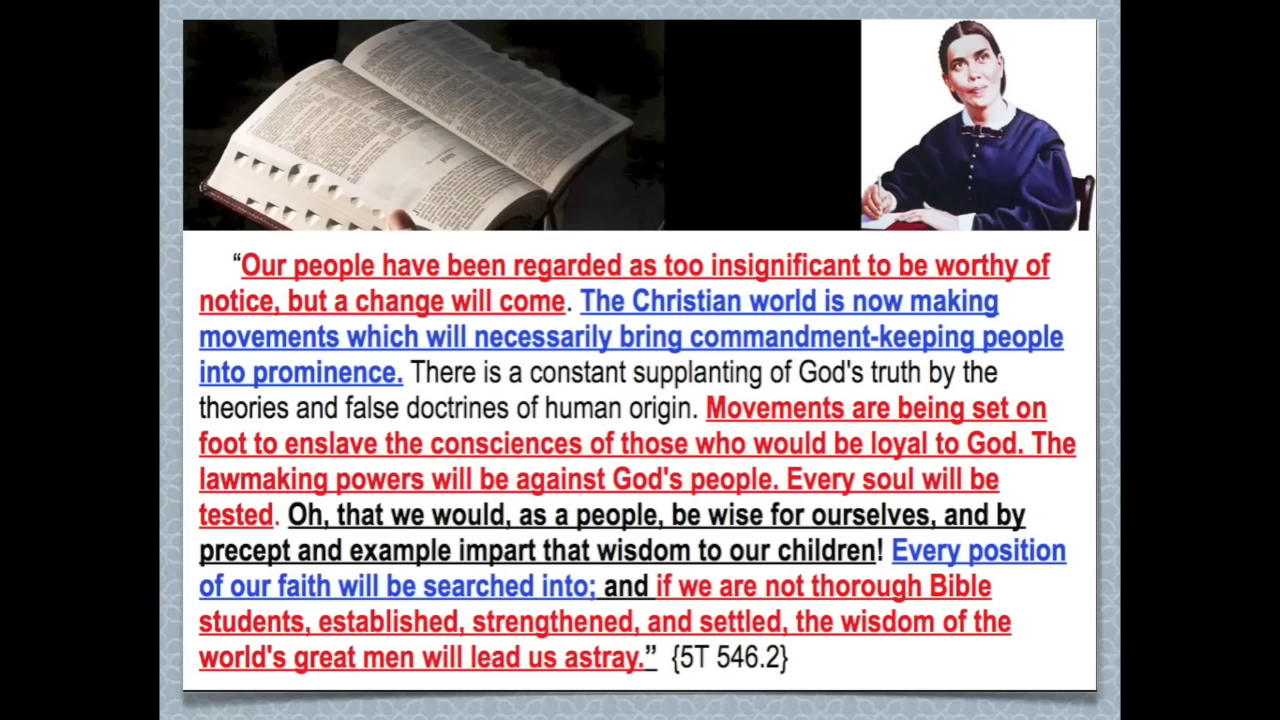 “Our people have been regarded as too insignificant to be worthy of
notice, but a change will come. The Christian world is now making
movements which will necessarily bring commandment-keeping people
into prominence. There is a constant supplanting of God's truth by the
theories and false doctrines of human origin. Movements are being set on
foot to enslave the consciences of those who would be loyal to God. The
lawmaking powers will be against God's people. Every soul will be
tested. Oh, that we would, as a people, be wise for ourselves, and by
precept and example impart that wisdom to our children! Every position
of our faith will be searched into; and if we are not thorough Bible
students, established, strengthened, and settled, the wisdom of the
world's great men will lead us astray.” {5T 546.2}